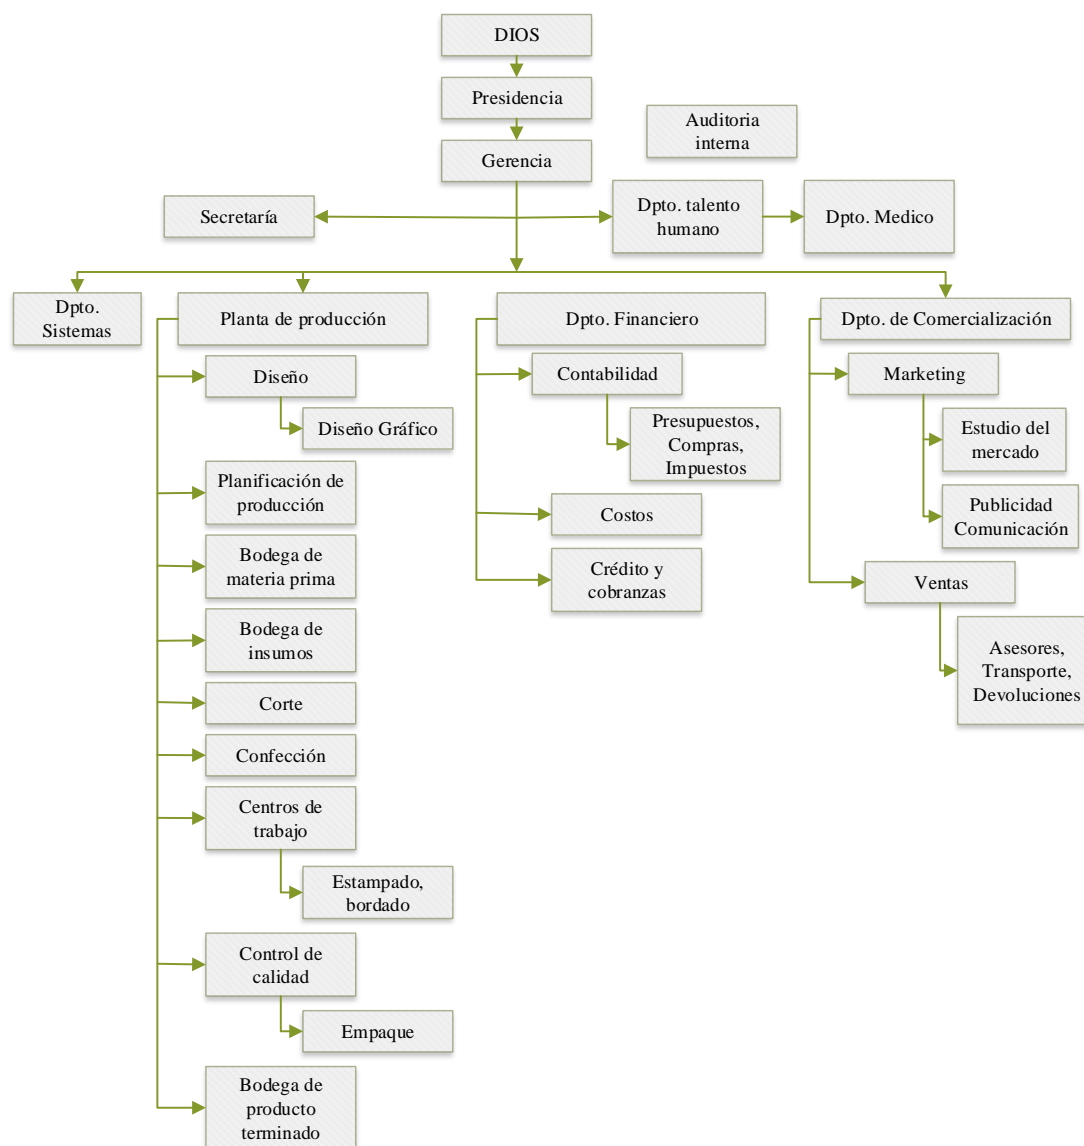 DIOS
Presidencia
Auditoria
interna
Gerencia
Secretaría
Dpto. talento
humano
Dpto. Medico
Dpto.
Sistemas
Planta de producción
Dpto. Financiero
Dpto. de Comercialización
Diseño
Contabilidad
Marketing
Diseño Gráfico
Presupuestos,
Compras,
Impuestos
Estudio del
mercado
Planificación de
producción
Costos
Publicidad
Comunicación
Bodega de
materia prima
Crédito y
cobranzas
Ventas
Bodega de
insumos
Asesores,
Transporte,
Devoluciones
Corte
Confección
Centros de
trabajo
Estampado,
bordado
Control de
calidad
Empaque
Bodega de
producto
terminado